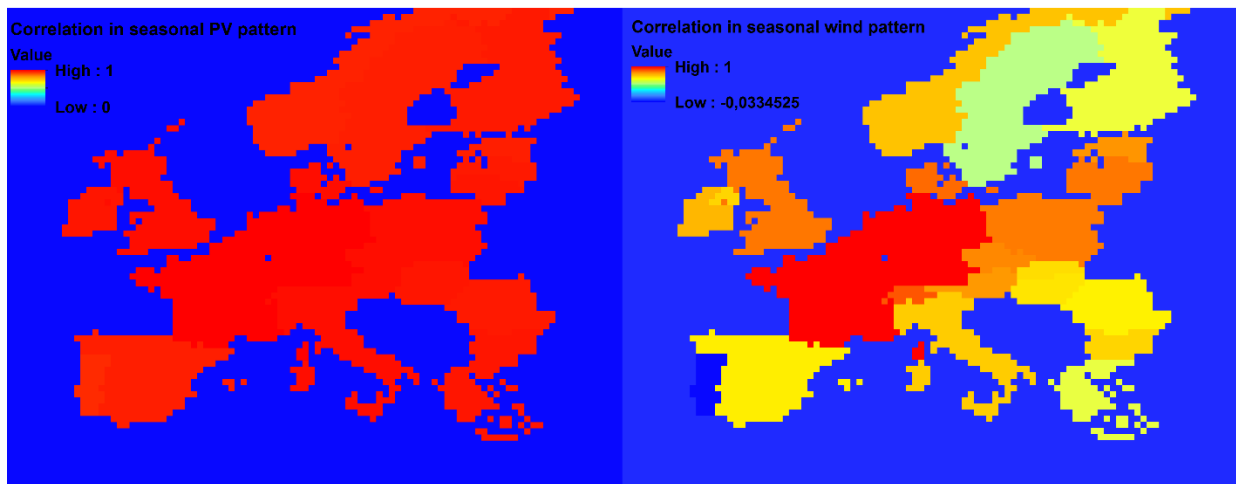 Correlation in seasonal PV pattern
Value
High : 1
Low : 0
Correlation in seasonal wind pattern
Value
High : 1
Low : -0,0334525